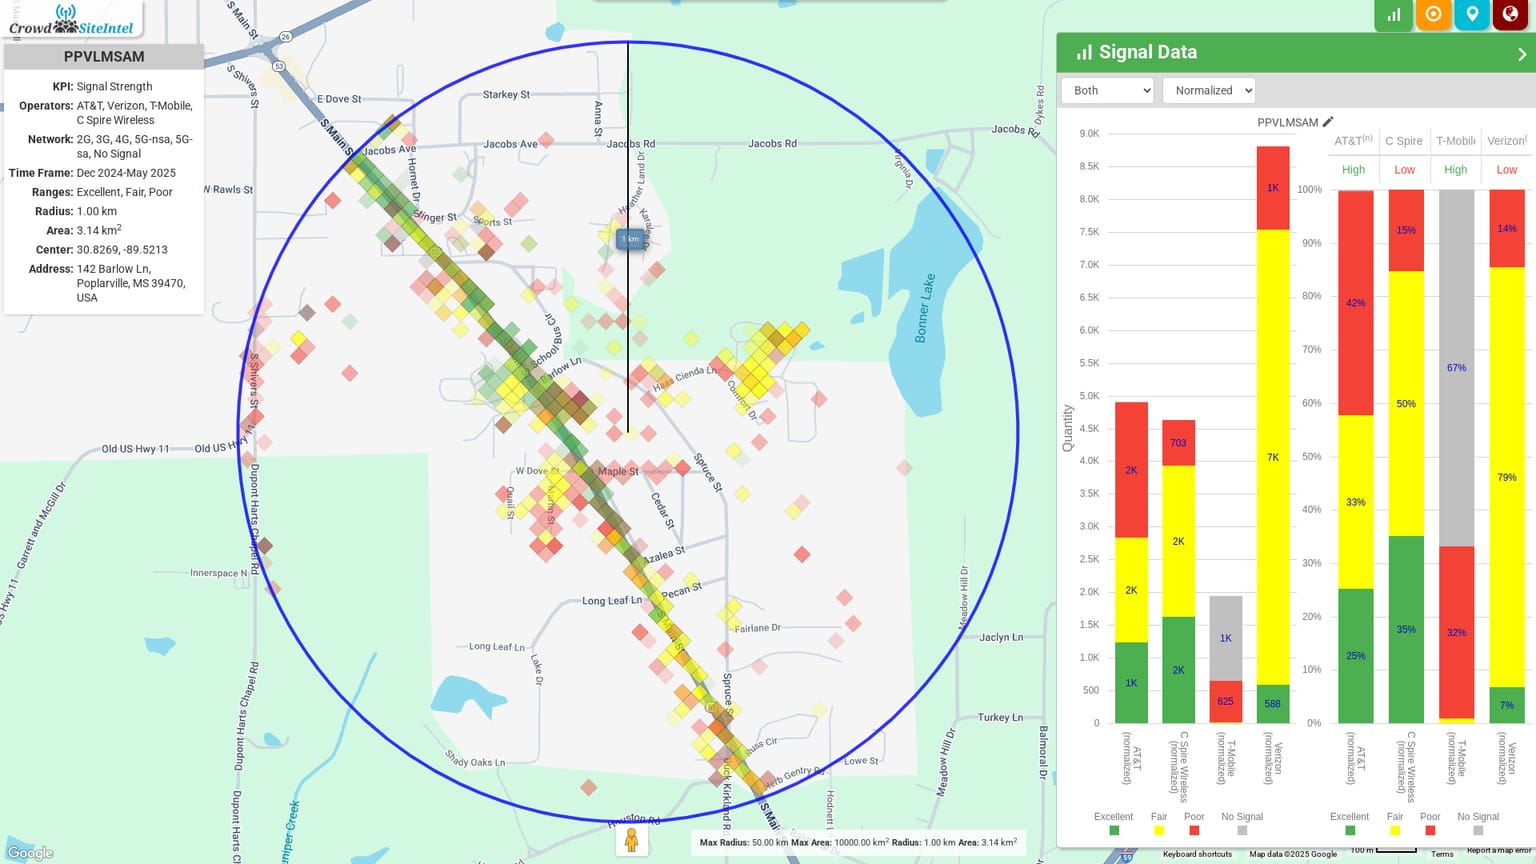 Crowd SiteIntel
PPVLMSAM
KPI: Signal Strength
Operators: AT&T, Verizon, T-Mobile,
C Spire Wireless
Network: 2G, 3G, 4G, 5G-nsa, 5G-
sa, No Signal
Time Frame: Dec 2024-May 2025
Ranges: Excellent, Fair, Poor
Radius: 1.00 km
Area: 3.14 km²
Center: 30.8269, -89.5213
Address: 142 Barlow Ln,
Poplarville, MS 39470,
USA
S Main St
26
53
S Shivers St
E Dove St
Starkey St
Anna St
S Main St
Jacobs Ave
Jacobs Ave
Jacobs Rd
Jacobs Rd
Jacobs Rd
Dykes Rd
Virginia Dr
W Rawls St
Hornet Dr
Stinger St
Sports St
Heather Land Dr
Karalee Dr
1 km
Bonner Lake
School Bus Cir
Barlow Ln
Haas Cienda Ln
Comfort Dr
S Shivers St
Old US Hwy 11
Old US Hwy 11
W Dove St
Maple St
Spruce St
Quail St
Martin St
Cedar St
Garrett and McGill Dr
Dupont Harts Chapel Rd
Azalea St
Innerspace N
Pecan St
Long Leaf Ln
Fairlane Dr
Meadow Hill Dr
Jaclyn Ln
Long Leaf Ln
Lake Dr
Spruce St
Turkey Ln
Dupont Harts Chapel Rd
Shady Oaks Ln
Russ Cir
Lowe St
Herb Gentry Rd
Meadow Hill Dr
Balmoral Dr
Buck Kirkland Rd
Houston Rd
S Main
Juniper Creek
59
Google
Max Radius: 50.00 km Max Area: 10000.00 km² Radius: 1.00 km Area: 3.14 km²
Keyboard shortcuts
Map data ©2025 Google
100 m
Terms
Report a map error
Signal Data
Both
Normalized
PPVLMSAM
9.0K
8.5K
8.0K
7.5K
7.0K
6.5K
6.0K
5.5K
5.0K
4.5K
4.0K
3.5K
3.0K
2.5K
2.0K
1.5K
1.0K
500
0
Quantity
2K
2K
1K
703
2K
2K
1K
625
1K
7K
588
AT&T (normalized)
C Spire Wireless (normalized)
T-Mobile (normalized)
Verizon (normalized)
Excellent Fair Poor No Signal
AT&T(n) C Spire T-Mobile Verizon(
High Low High Low
100%
90%
80%
70%
60%
50%
40%
30%
20%
10%
0%
42%
33%
25%
15%
50%
35%
67%
32%
14%
79%
7%
AT&T (normalized)
C Spire Wireless (normalized)
T-Mobile (normalized)
Verizon (normalized)
Excellent Fair Poor No Signal